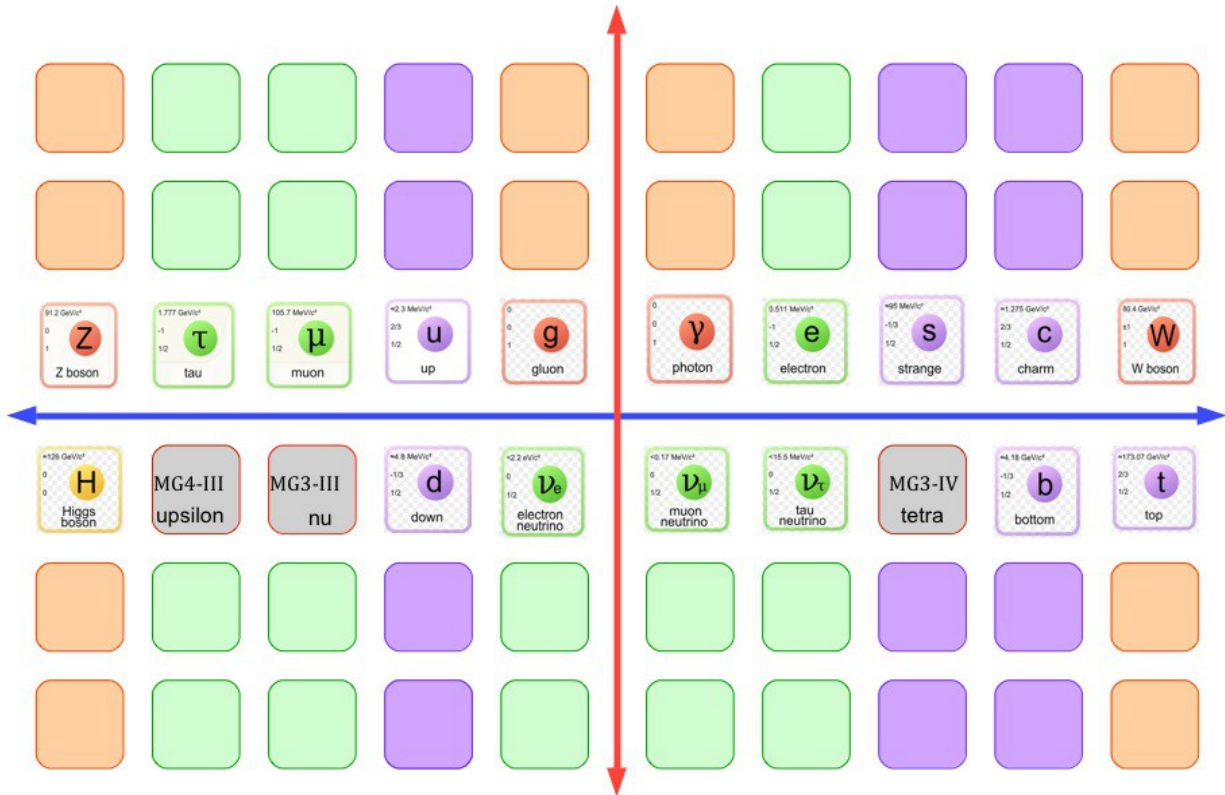 91.2 GeV/c²
0
1
Z
Z boson
1.777 GeV/c²
-1
1/2
τ
tau
105.7 MeV/c²
-1
1/2
μ
muon
≈2.3 MeV/c²
2/3
1/2
u
up
0
0
1
g
gluon
0
0
1
γ
photon
0.511 MeV/c²
-1
1/2
e
electron
≈95 MeV/c²
-1/3
1/2
s
strange
≈1.275 GeV/c²
2/3
1/2
c
charm
80.4 GeV/c²
±1
1
W
W boson
≈126 GeV/c²
0
0
H
Higgs
boson
MG4-III
upsilon
MG3-III
nu
≈4.8 MeV/c²
-1/3
1/2
d
down
<2.2 eV/c²
0
1/2
νe
electron
neutrino
<0.17 MeV/c²
0
1/2
νμ
muon
neutrino
<15.5 MeV/c²
0
1/2
ντ
tau
neutrino
MG3-IV
tetra
≈4.18 GeV/c²
-1/3
1/2
b
bottom
≈173.07 GeV/c²
2/3
1/2
t
top